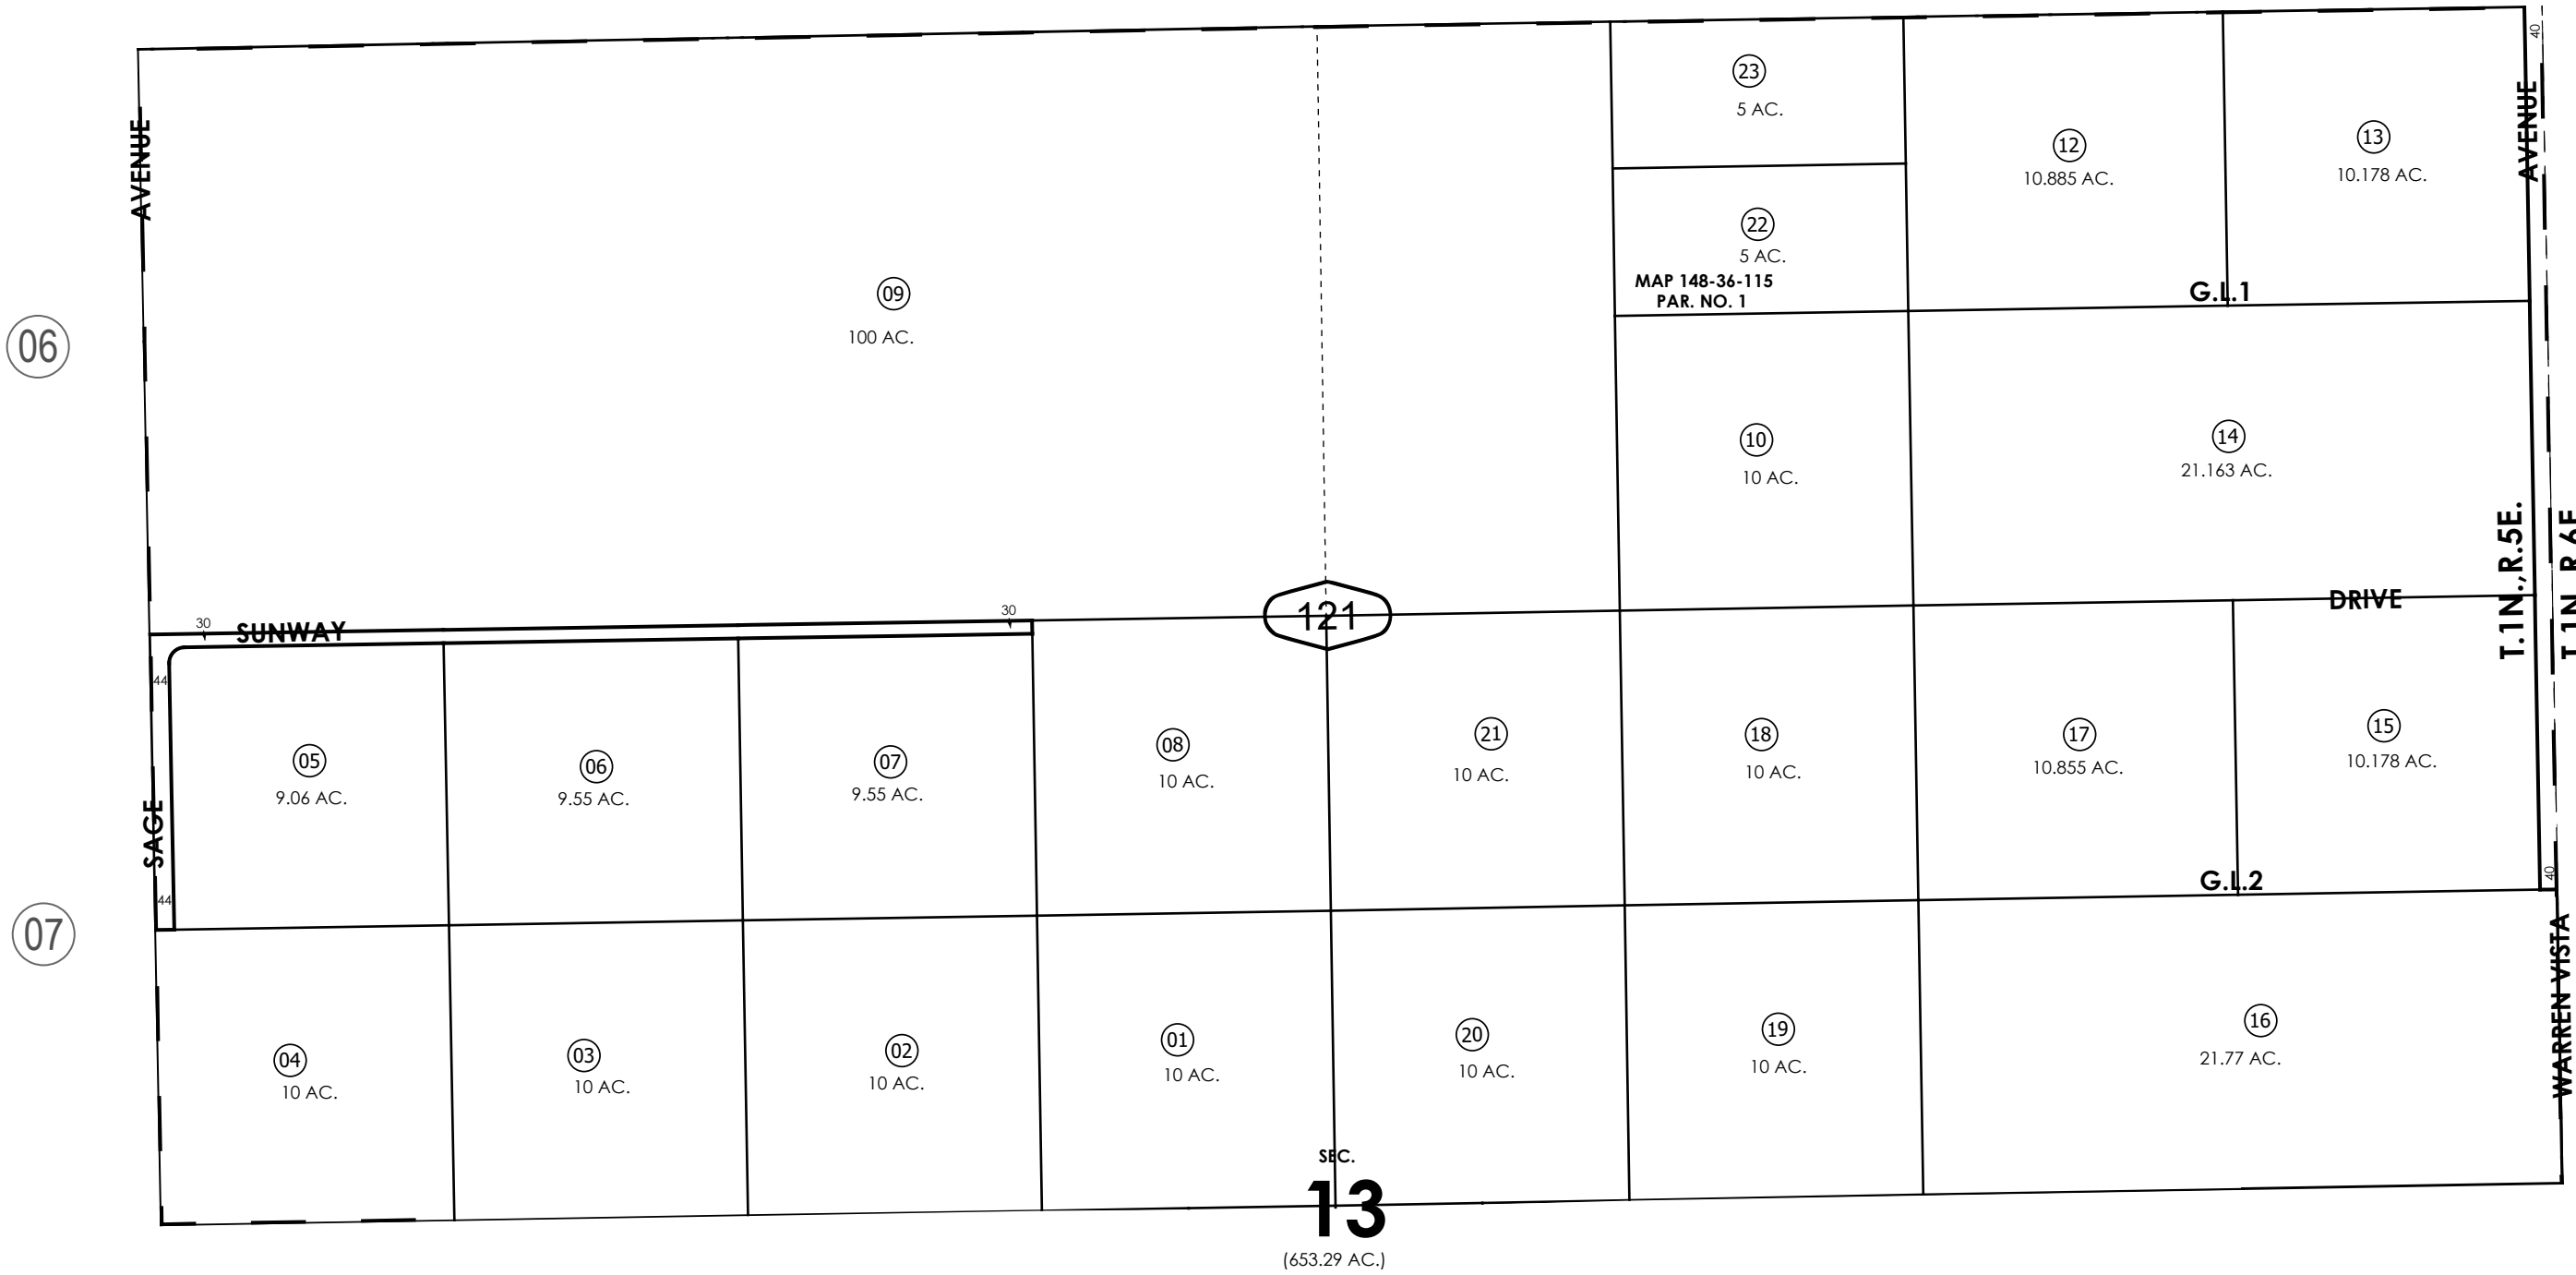 40
AVENUE
AVENUE
23
5 AC.
12
10.885 AC.
13
10.178 AC.
22
5 AC.
MAP 148-36-115
PAR. NO. 1
G.L.1
09
100 AC.
06
10
10 AC.
14
21.163 AC.
T.1N.,R.5E.
121
30
SUNWAY
30
DRIVE
44
05
9.06 AC.
06
9.55 AC.
07
9.55 AC.
08
10 AC.
21
10 AC.
18
10 AC.
17
10.855 AC.
15
10.178 AC.
SAGE
44
G.L.2
40
07
WARREN VISTA
04
10 AC.
03
10 AC.
02
10 AC.
01
10 AC.
20
10 AC.
19
10 AC.
16
21.77 AC.
SEC.
13
(653.29 AC.)